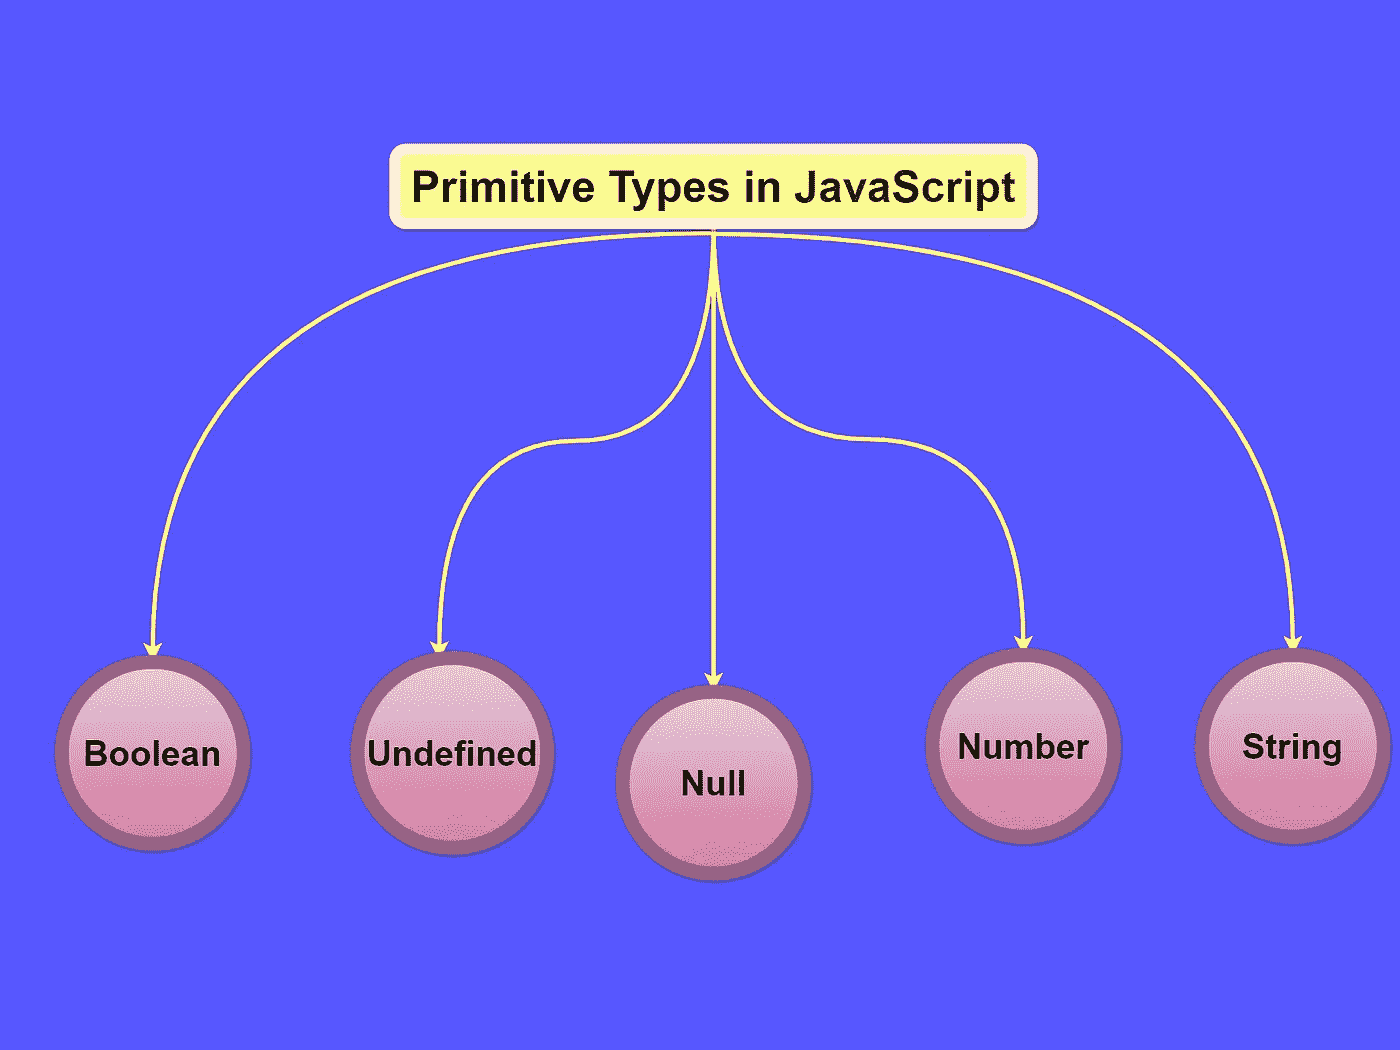 Primitive Types in JavaScript
Boolean
Undefined
Null
Number
String